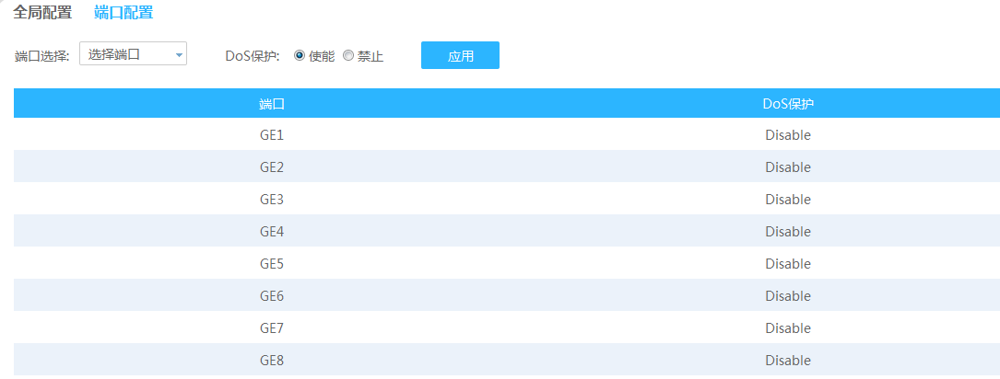 全局配置 端口配置
端口选择: 选择端口 DoS保护: 使能 禁止 应用
端口 DoS保护
GE1 Disable
GE2 Disable
GE3 Disable
GE4 Disable
GE5 Disable
GE6 Disable
GE7 Disable
GE8 Disable